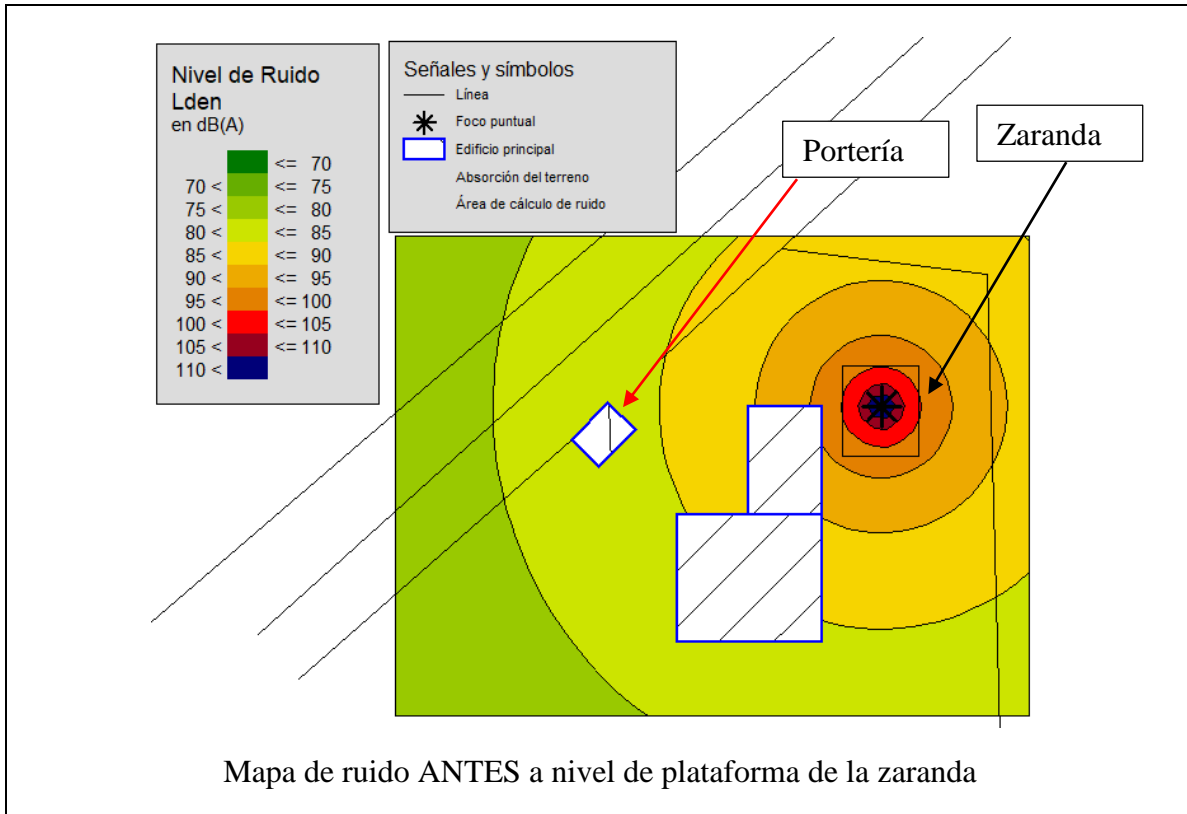 Nivel de Ruido
Lden
en dB(A)
<= 70
70 < <= 75
75 < <= 80
80 < <= 85
85 < <= 90
90 < <= 95
95 < <= 100
100 < <= 105
105 < <= 110
110 <
Señales y símbolos
Línea
Foco puntual
Edificio principal
Absorción del terreno
Área de cálculo de ruido
Portería
Zaranda
Mapa de ruido ANTES a nivel de plataforma de la zaranda